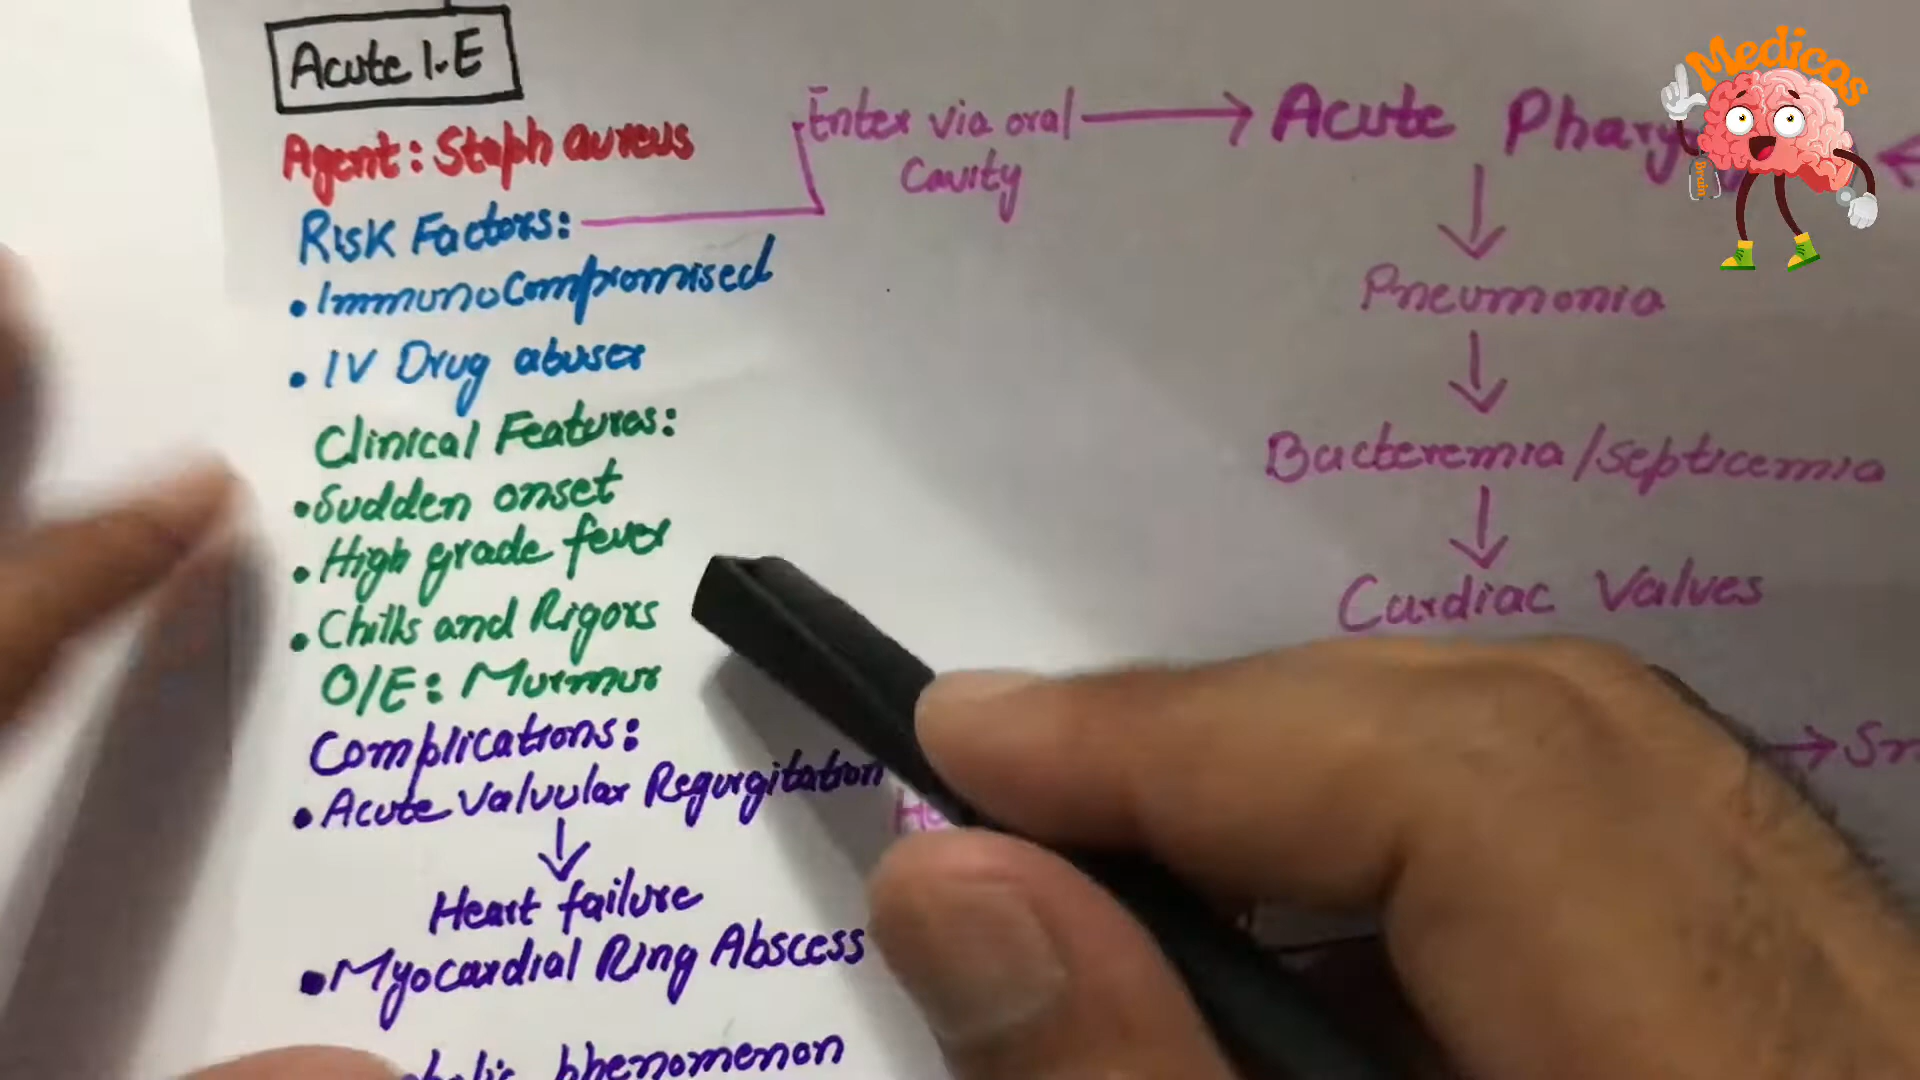 Acute I.E
Agent: Staph aureus
Risk Factors:
• Immunocompromised
• IV Drug abuser
Clinical Features:
• Sudden onset
• High grade fever
• Chills and Rigors
O/E: Murmur
Complications:
• Acute Valvular Regurgitation
Heart failure
• Myocardial Ring Abscess
phenomenon
Enter via oral
Cavity
Acute
Pneumonia
Bacteremia/Septicemia
Cardiac Valves
Medicos
Brain